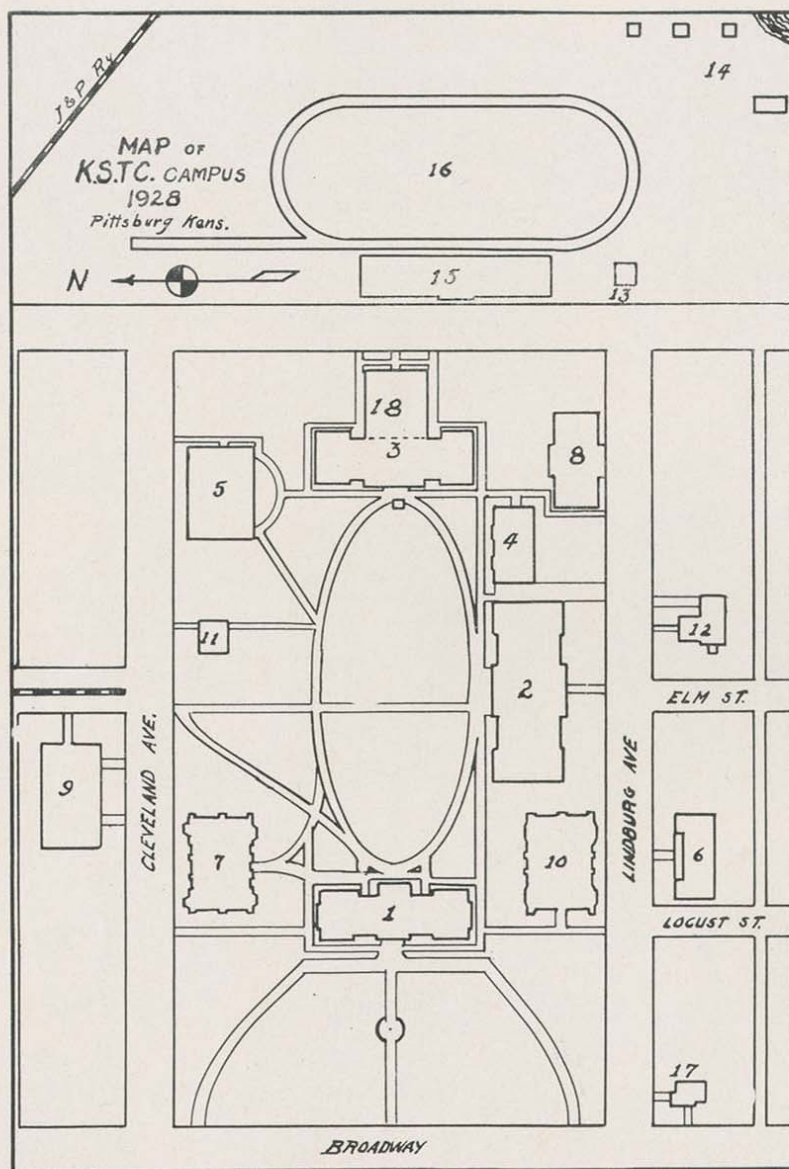 J & P Ry
14
MAP OF
K.S.T.C. CAMPUS
1928
Pittsburg Kans.
16
N
15
13
18
3
8
5
4
11
12
2
ELM ST.
CLEVELAND AVE.
LINDBURG AVE
9
7
10
6
1
LOCUST ST.
17
BROADWAY